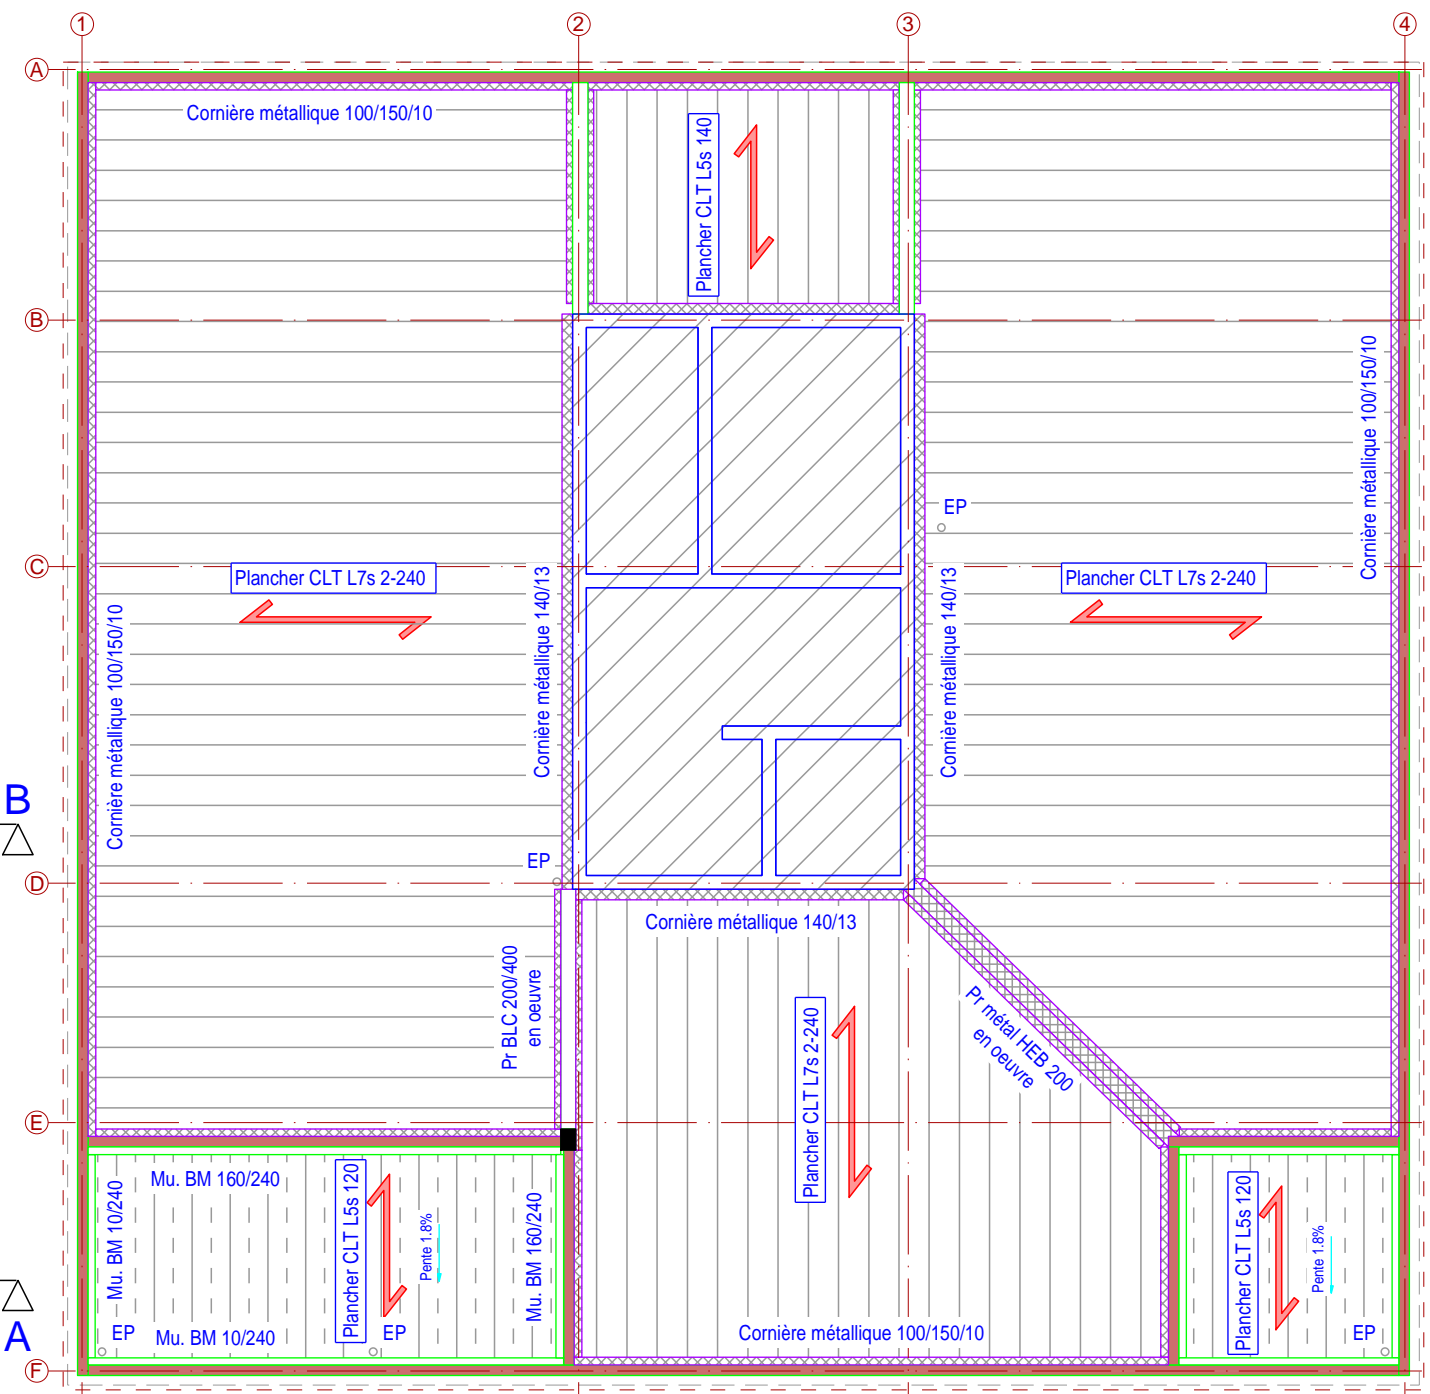 1
2
3
4
A
Cornière métallique 100/150/10
Plancher CLT L5s 140
B
Cornière métallique 100/150/10
EP
C
Plancher CLT L7s 2-240
Cornière métallique 140/13
Cornière métallique 140/13
Plancher CLT L7s 2-240
Cornière métallique 100/150/10
B
EP
D
Cornière métallique 140/13
Pr BLC 200/400
en oeuvre
Plancher CLT L7s 2-240
Pr métal HEB 200
en oeuvre
E
Mu. BM 160/240
Mu. BM 10/240
Plancher CLT L5s 120
Pente 1.8%
Mu. BM 160/240
Plancher CLT L5s 120
Pente 1.8%
A
EP
Mu. BM 10/240
EP
Cornière métallique 100/150/10
EP
F